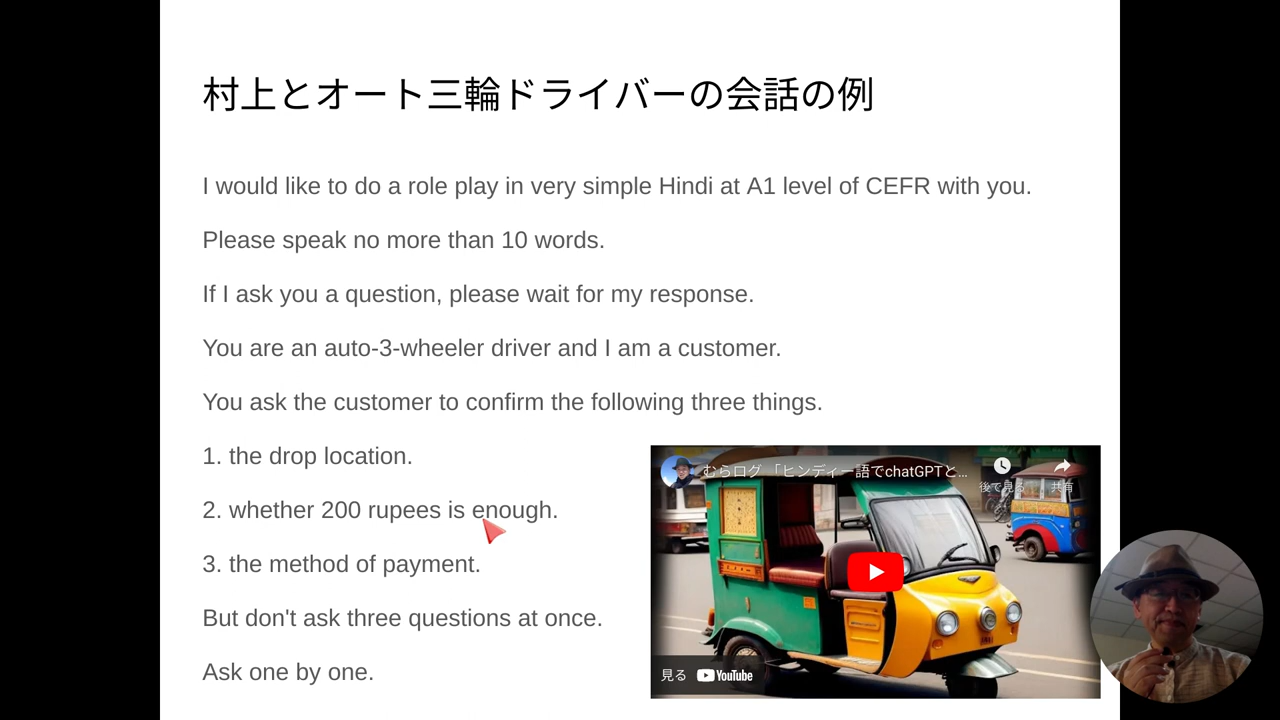 村上とオート三輪ドライバーの会話の例
I would like to do a role play in very simple Hindi at A1 level of CEFR with you.
Please speak no more than 10 words.
If I ask you a question, please wait for my response.
You are an auto-3-wheeler driver and I am a customer.
You ask the customer to confirm the following three things.
1. the drop location.
2. whether 200 rupees is enough.
3. the method of payment.
But don't ask three questions at once.
Ask one by one.
むらログ 「ヒンディー語でchatGPTと...
後で見る
共有
見る YouTube